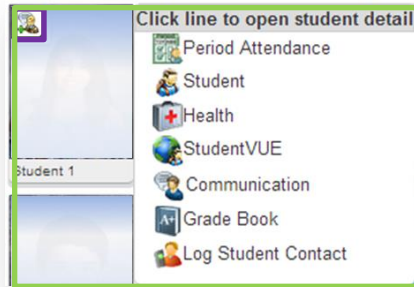 Click line to open student detail
Period Attendance
Student
Health
StudentVUE
Student 1
Communication
A+
Grade Book
Log Student Contact